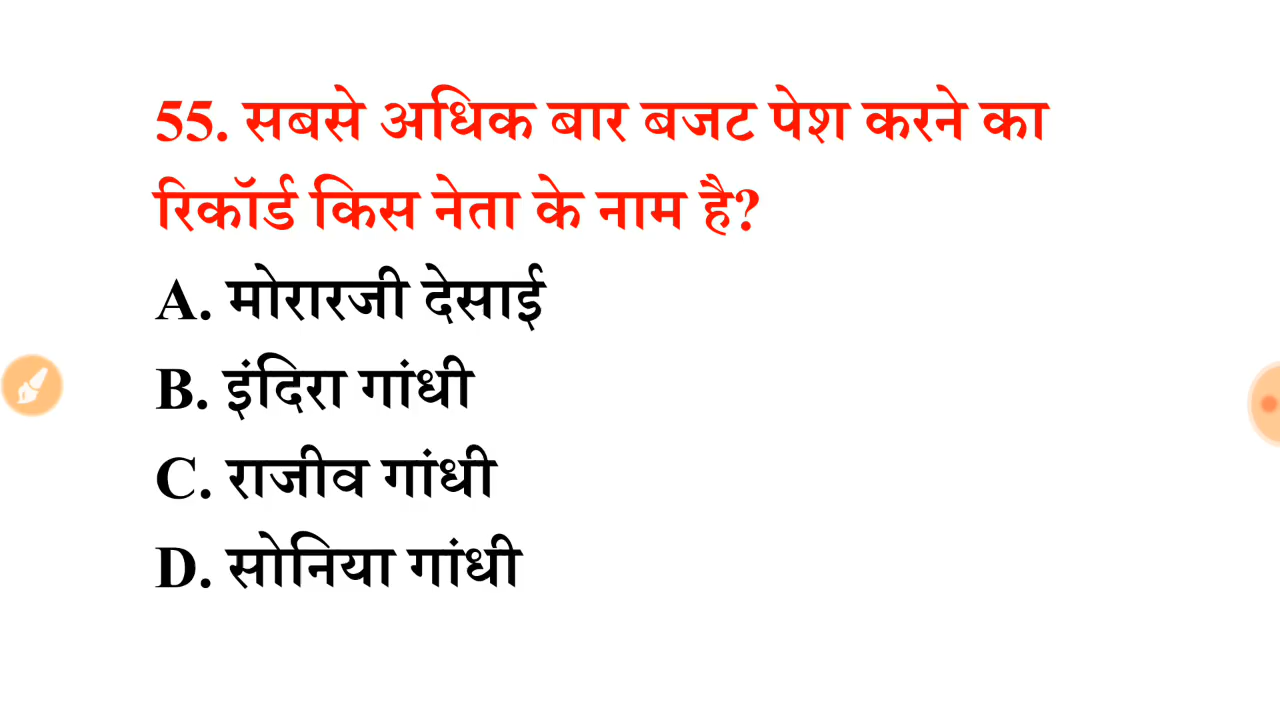 55. सबसे अधिक बार बजट पेश करने का
रिकॉर्ड किस नेता के नाम है?
A. मोरारजी देसाई
B. इंदिरा गांधी
C. राजीव गांधी
D. सोनिया गांधी